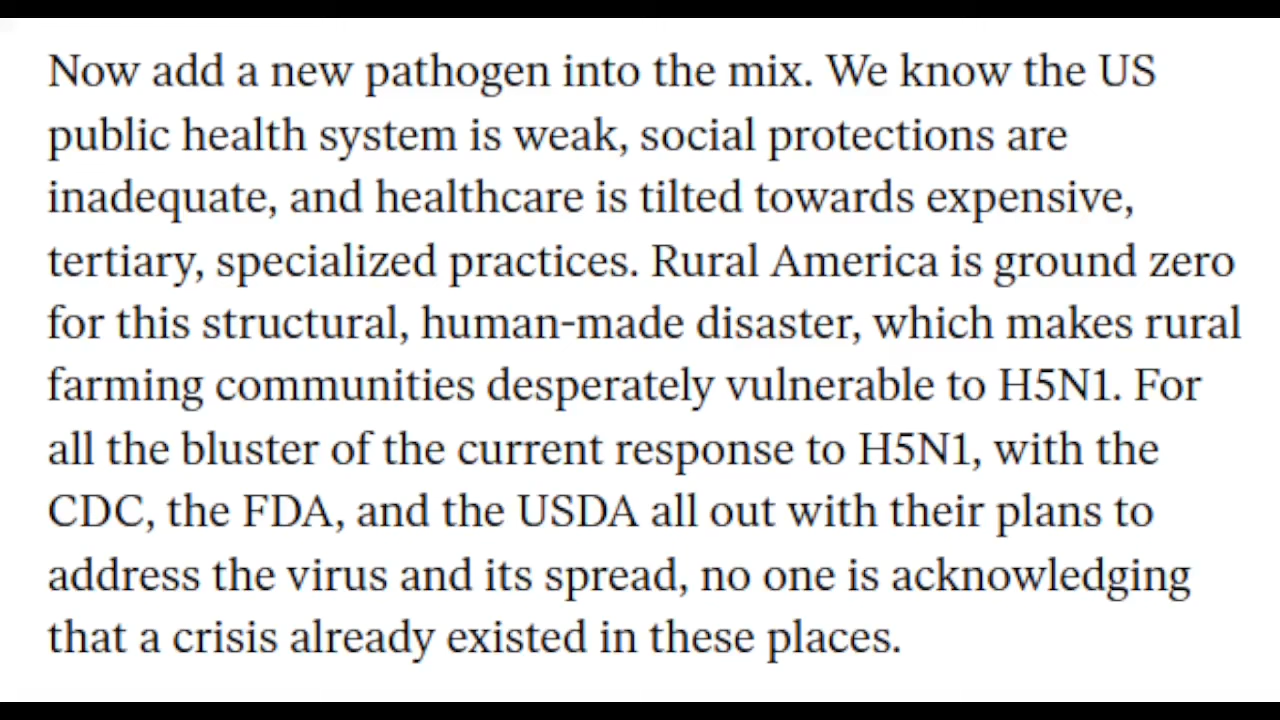 Now add a new pathogen into the mix. We know the US
public health system is weak, social protections are
inadequate, and healthcare is tilted towards expensive,
tertiary, specialized practices. Rural America is ground zero
for this structural, human-made disaster, which makes rural
farming communities desperately vulnerable to H5N1. For
all the bluster of the current response to H5N1, with the
CDC, the FDA, and the USDA all out with their plans to
address the virus and its spread, no one is acknowledging
that a crisis already existed in these places.